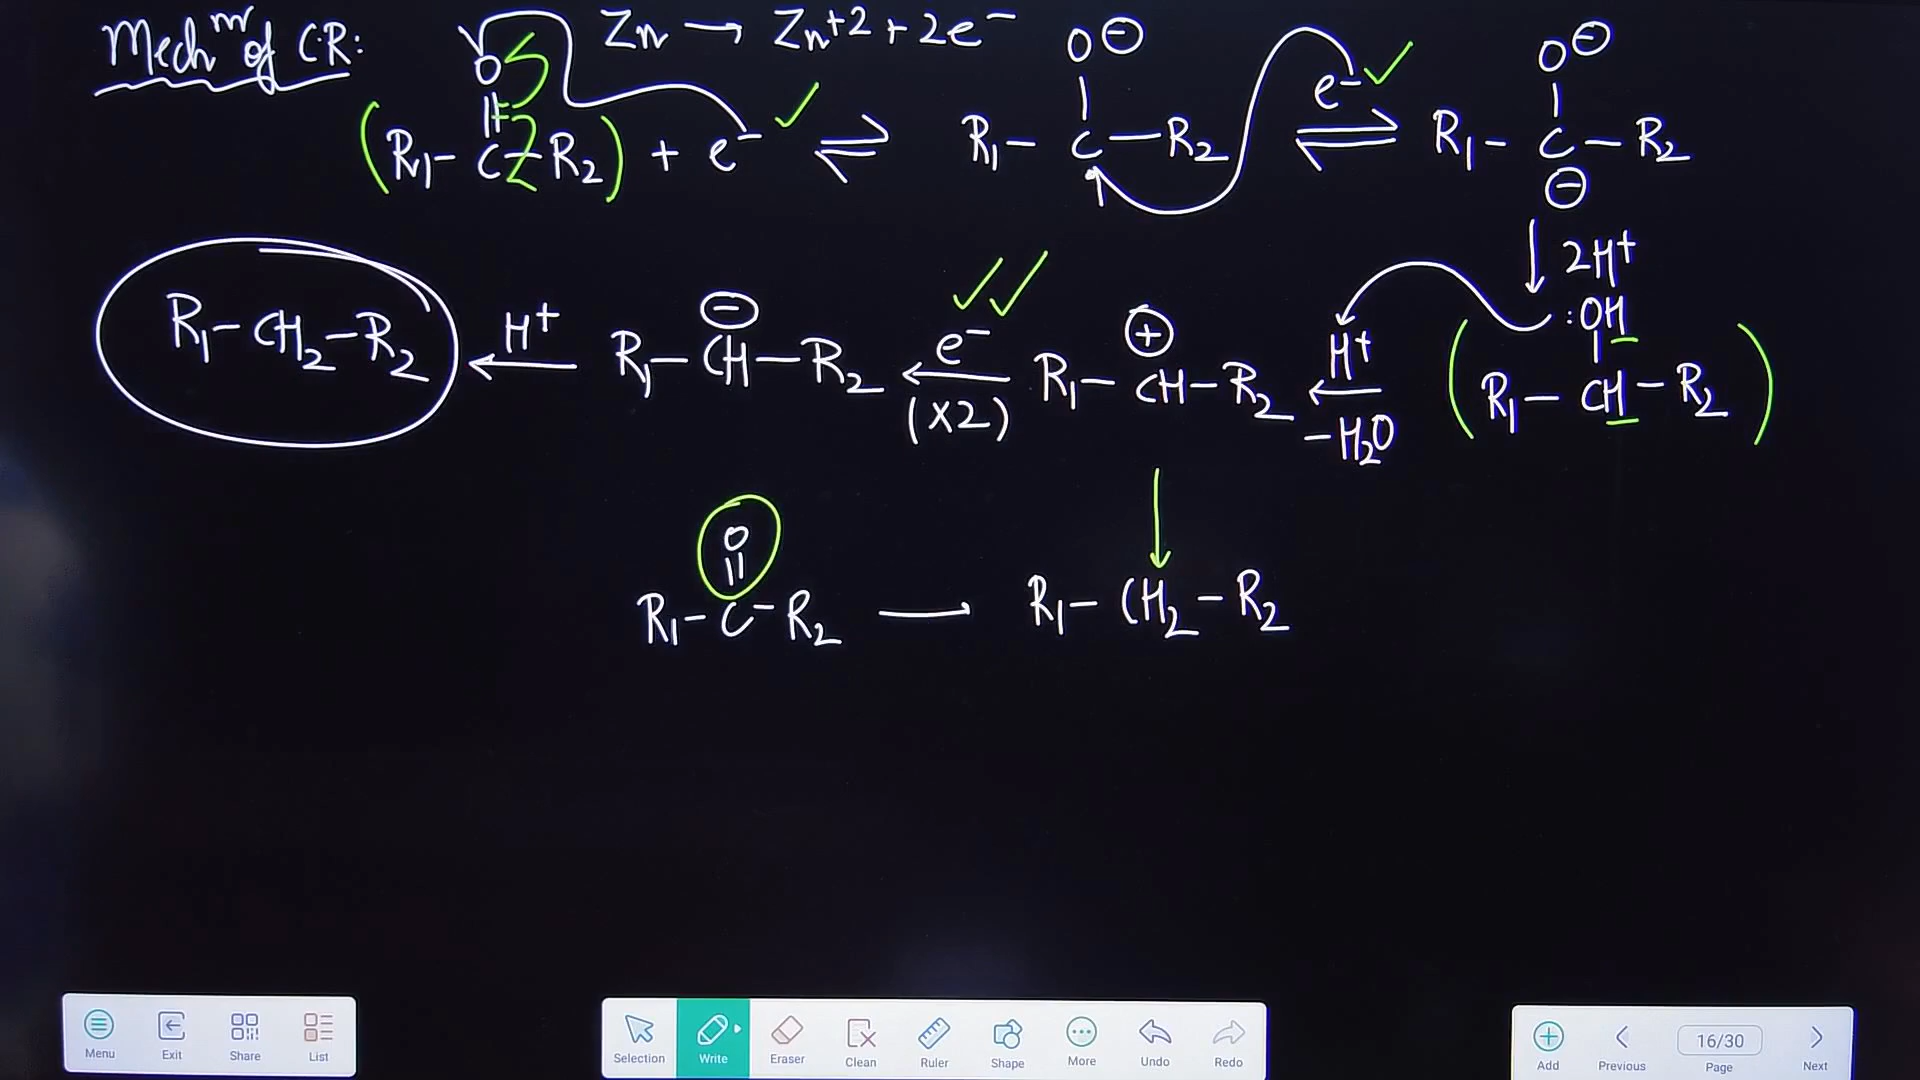 Mechᵐ of C.R:
Zn → Zn+2 + 2e⁻
O
||
(R₁-C-R₂) + e⁻ ⇌
O⊖
|
R₁-Ċ-R₂
e⁻
⇌
O⊖
|
R₁-C-R₂
⊖
↓ 2H⁺
:OH
|
(R₁-CH-R₂)
H⁺
←
-H₂O
⊕
R₁-CH-R₂
e⁻
←
(×2)
⊖
R₁-CH-R₂
H⁺
←
R₁-CH₂-R₂
O
||
R₁-C-R₂ — R₁-CH₂-R₂
Menu
Exit
Share
List
Selection
Write
Eraser
Clean
Ruler
Shape
More
Undo
Redo
Add
Previous
16/30
Page
Next